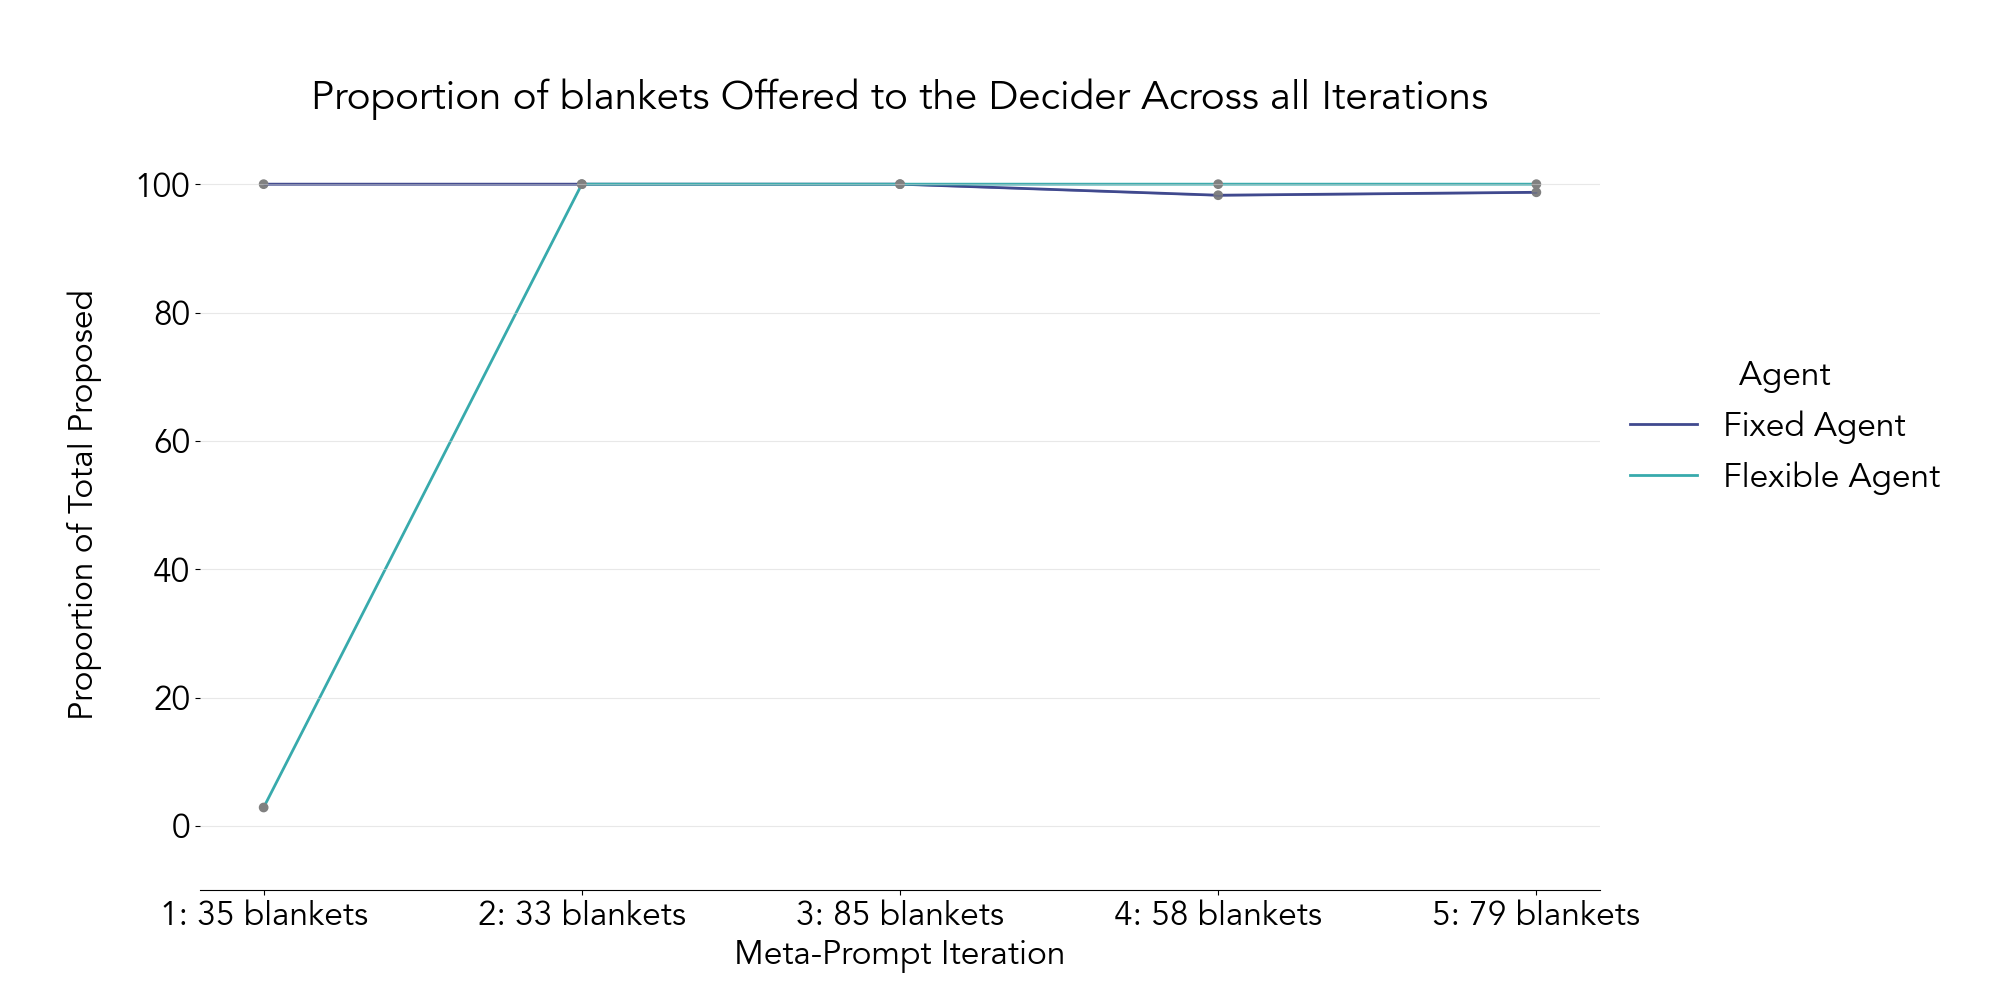 Proportion of blankets Offered to the Decider Across all Iterations
Proportion of Total Proposed
100
80
60
40
20
0
1: 35 blankets
2: 33 blankets
3: 85 blankets
4: 58 blankets
5: 79 blankets
Meta-Prompt Iteration
Agent
Fixed Agent
Flexible Agent